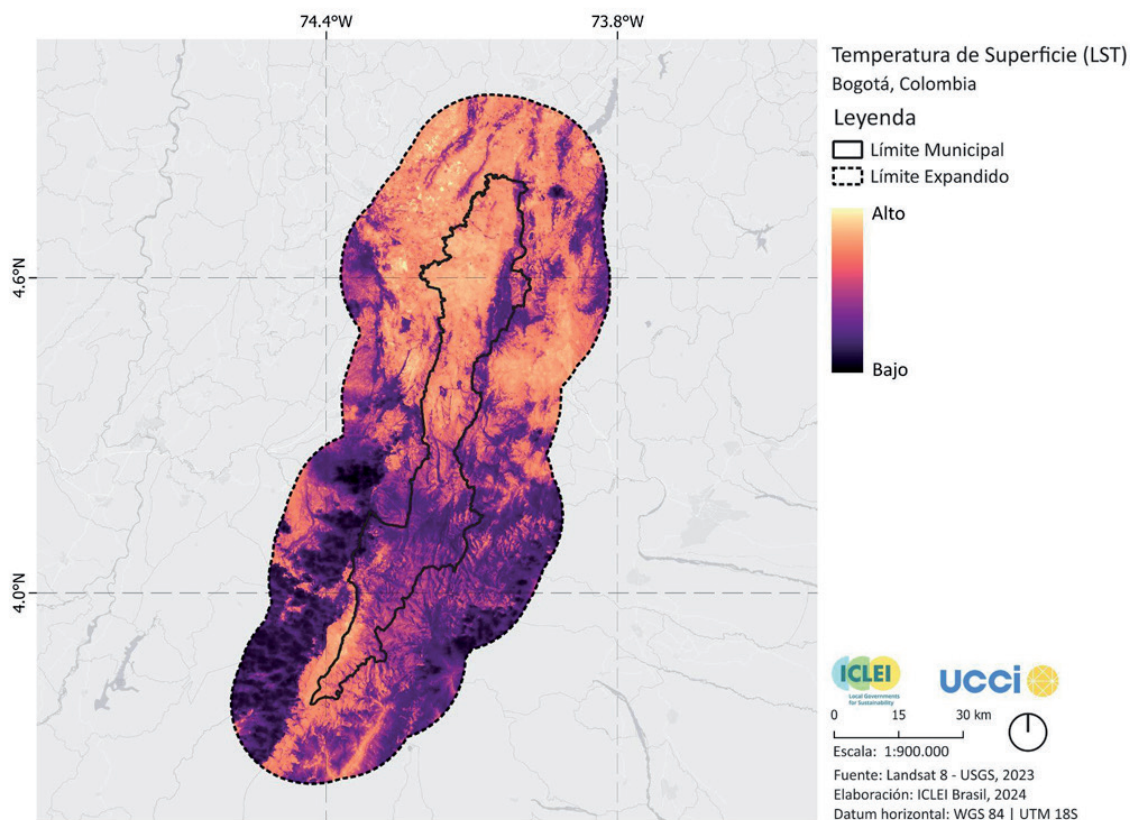 74.4°W
73.8°W
4.6°N
4.0°N
Temperatura de Superficie (LST)
Bogotá, Colombia
Leyenda
Límite Municipal
Límite Expandido
Alto
Bajo
ICLEI
Local Governments
for Sustainability
UCCI
0 15 30 km
Escala: 1:900.000
Fuente: Landsat 8 - USGS, 2023
Elaboración: ICLEI Brasil, 2024
Datum horizontal: WGS 84 | UTM 18S